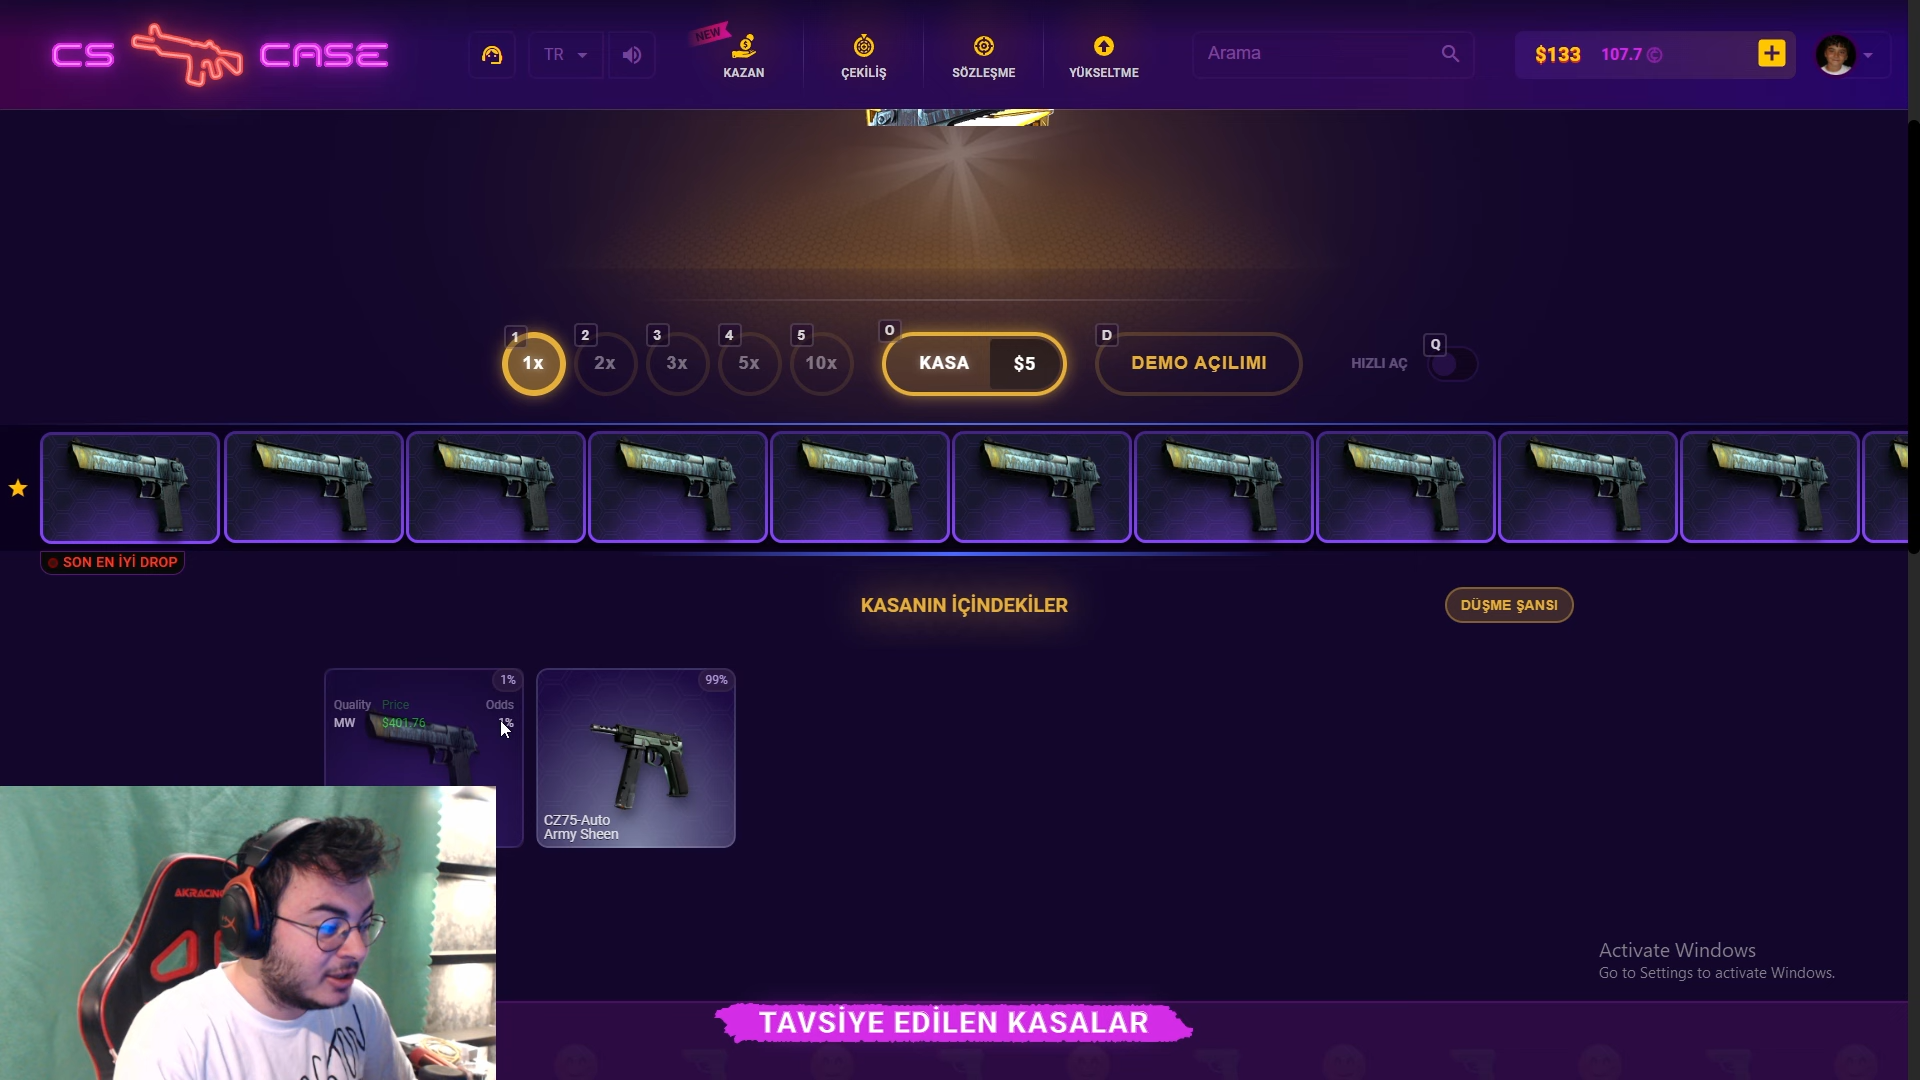 CS CASE
TR
NEW
KAZAN
ÇEKİLİŞ
SÖZLEŞME
YÜKSELTME
Arama
$133 107.7
1
1x
2
2x
3
3x
4
5x
5
10x
O
KASA $5
D
DEMO AÇILIMI
HIZLI AÇ
Q
SON EN İYİ DROP
KASANIN İÇİNDEKİLER
DÜŞME ŞANSI
1%
Quality Price Odds
MW $401.76 1%
99%
CZ75-Auto
Army Sheen
AKRACING
Activate Windows
Go to Settings to activate Windows.
TAVSİYE EDİLEN KASALAR